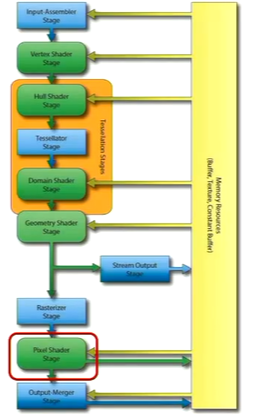 Input-Assembler
Stage
Vertex Shader
Stage
Hull Shader
Stage
Tessellator
Stage
Domain Shader
Stage
Tessellation Stages
Geometry Shader
Stage
Stream Output
Stage
Rasterizer
Stage
Pixel Shader
Stage
Output-Merger
Stage
Memory Resources
(Buffer, Texture, Constant Buffer)